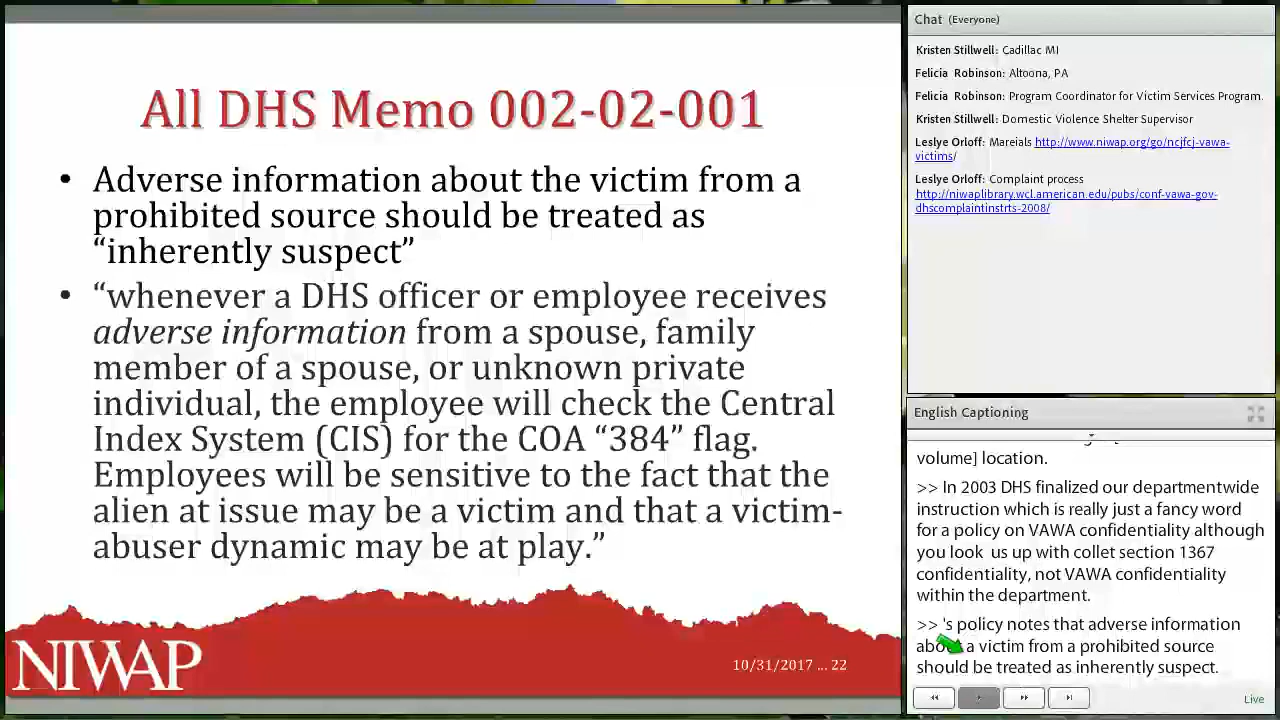 All DHS Memo 002-02-001
• Adverse information about the victim from a
prohibited source should be treated as
“inherently suspect”
• “whenever a DHS officer or employee receives
adverse information from a spouse, family
member of a spouse, or unknown private
individual, the employee will check the Central
Index System (CIS) for the COA “384” flag.
Employees will be sensitive to the fact that the
alien at issue may be a victim and that a victim-
abuser dynamic may be at play.”
NIWAP
10/31/2017 ... 22
Chat (Everyone)
Kristen Stillwell: Cadillac MI
Felicia Robinson: Altoona, PA
Felicia Robinson: Program Coordinator for Victim Services Program.
Kristen Stillwell: Domestic Violence Shelter Supervisor
Leslye Orloff: Mareials http://www.niwap.org/go/ncjfcj-vawa-
victims/
Leslye Orloff: Complaint process
http://niwaplibrary.wcl.american.edu/pubs/conf-vawa-gov-
dhscomplaintinstrts-2008/
English Captioning
volume] location.
>> In 2003 DHS finalized our departmentwide
instruction which is really just a fancy word
for a policy on VAWA confidentiality although
you look us up with collet section 1367
confidentiality, not VAWA confidentiality
within the department.
>> 's policy notes that adverse information
about a victim from a prohibited source
should be treated as inherently suspect.
Live